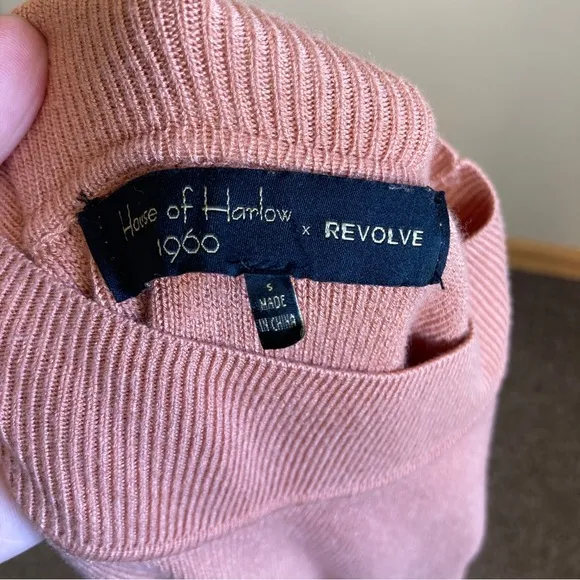 House of Harlow
1960
x REVOLVE
S
MADE
IN CHINA